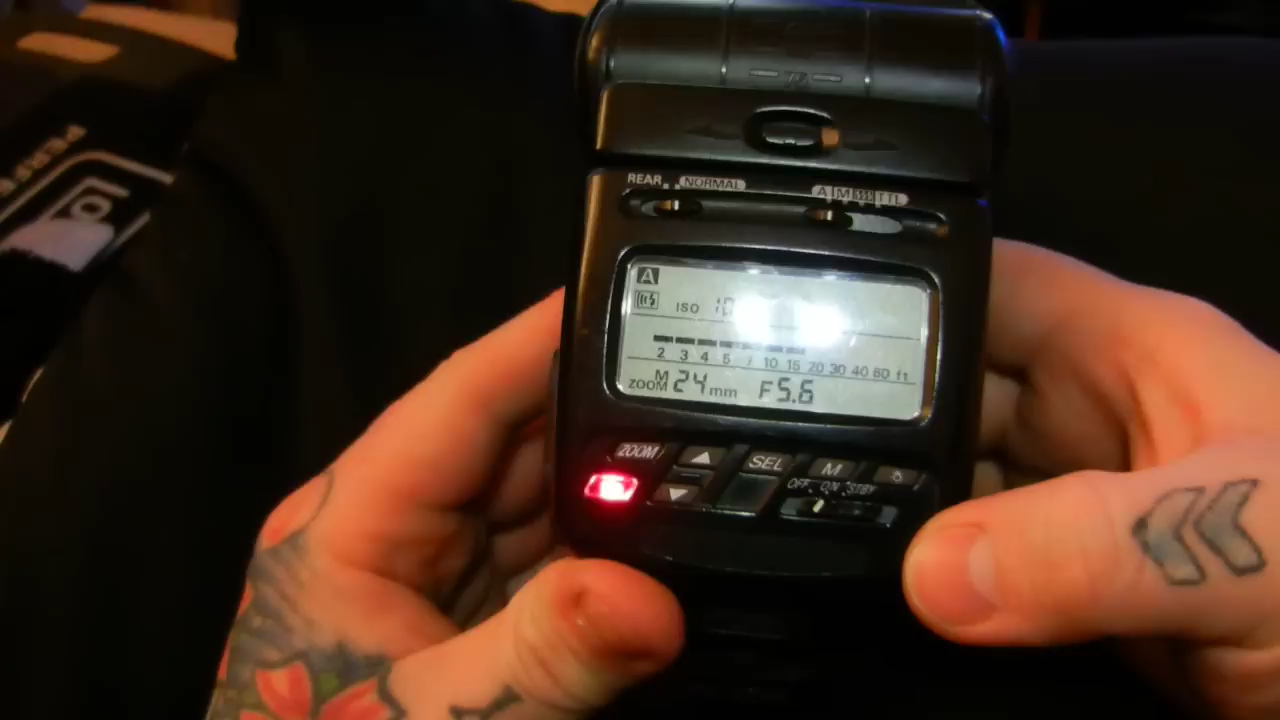 REAR NORMAL A M TTL
A
ISO
2 3 4 5 7 10 15 20 30 40 60 ft
M
ZOOM 24mm F5.6
ZOOM SEL M
OFF ON STBY